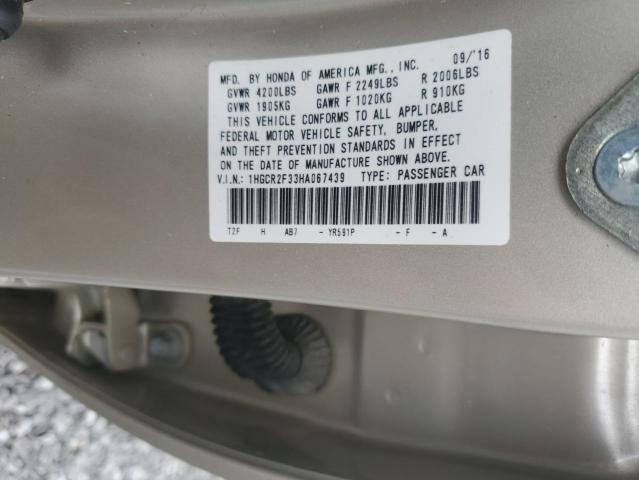 MFD. BY HONDA OF AMERICA MFG., INC. 09/'16
GVWR 4200LBS GAWR F 2249LBS R 2006LBS
GVWR 1905KG GAWR F 1020KG R 910KG
THIS VEHICLE CONFORMS TO ALL APPLICABLE
FEDERAL MOTOR VEHICLE SAFETY, BUMPER,
AND THEFT PREVENTION STANDARDS IN EFFECT
ON THE DATE OF MANUFACTURE SHOWN ABOVE.
V.I.N.: 1HGCR2F33HA067439 TYPE: PASSENGER CAR
T2F H AB7 - YR591P - F - A